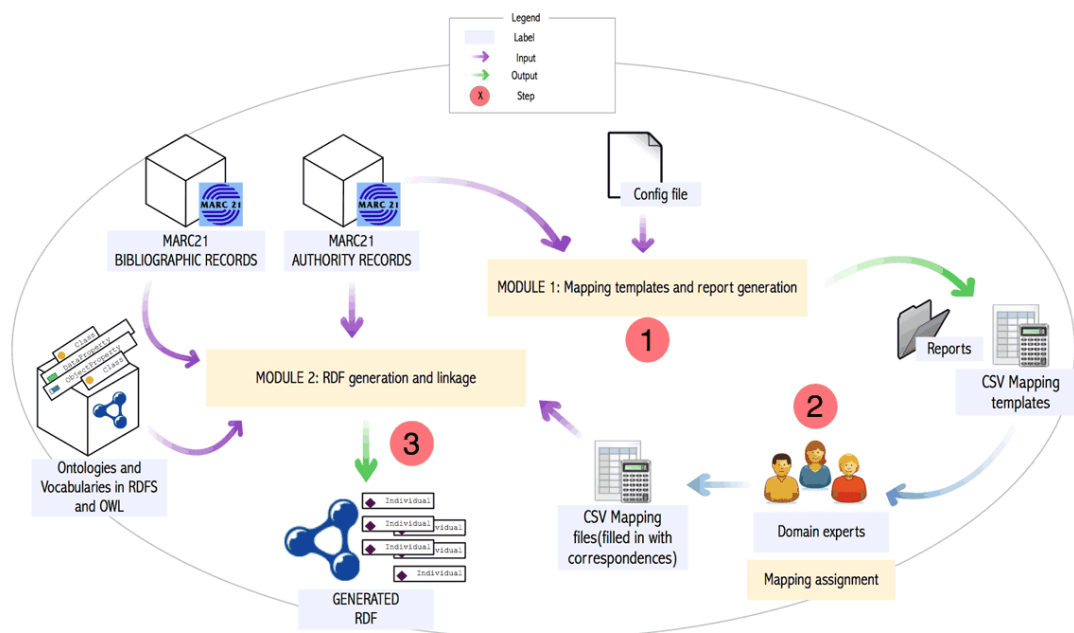 Legend
Label
Input
Output
X
Step
MARC 21
MARC 21
MARC21
BIBLIOGRAPHIC RECORDS
MARC21
AUTHORITY RECORDS
Config file
MODULE 1: Mapping templates and report generation
1
Reports
CSV Mapping
templates
Class
DataProperty
ObjectProperty
Class
MODULE 2: RDF generation and linkage
2
3
Ontologies and
Vocabularies in RDFS
and OWL
Individual
Individual
Individual
Individual
Individual
Individual
GENERATED
RDF
CSV Mapping
files(filled in with
correspondences)
Domain experts
Mapping assignment